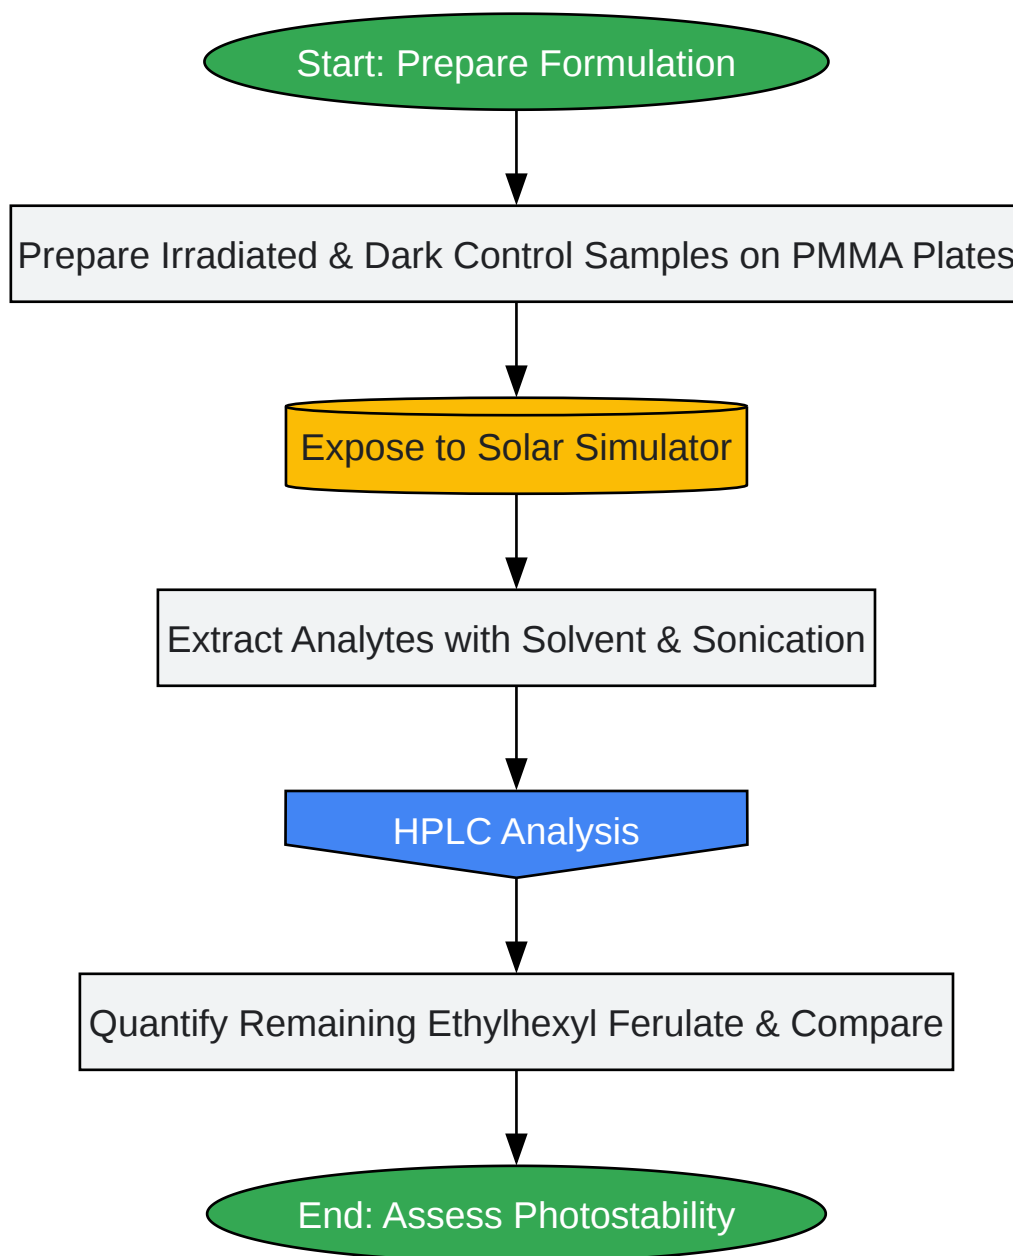 Start: Prepare Formulation
Prepare Irradiated & Dark Control Samples on PMMA Plates
Expose to Solar Simulator
Extract Analytes with Solvent & Sonication
HPLC Analysis
Quantify Remaining Ethylhexyl Ferulate & Compare
End: Assess Photostability